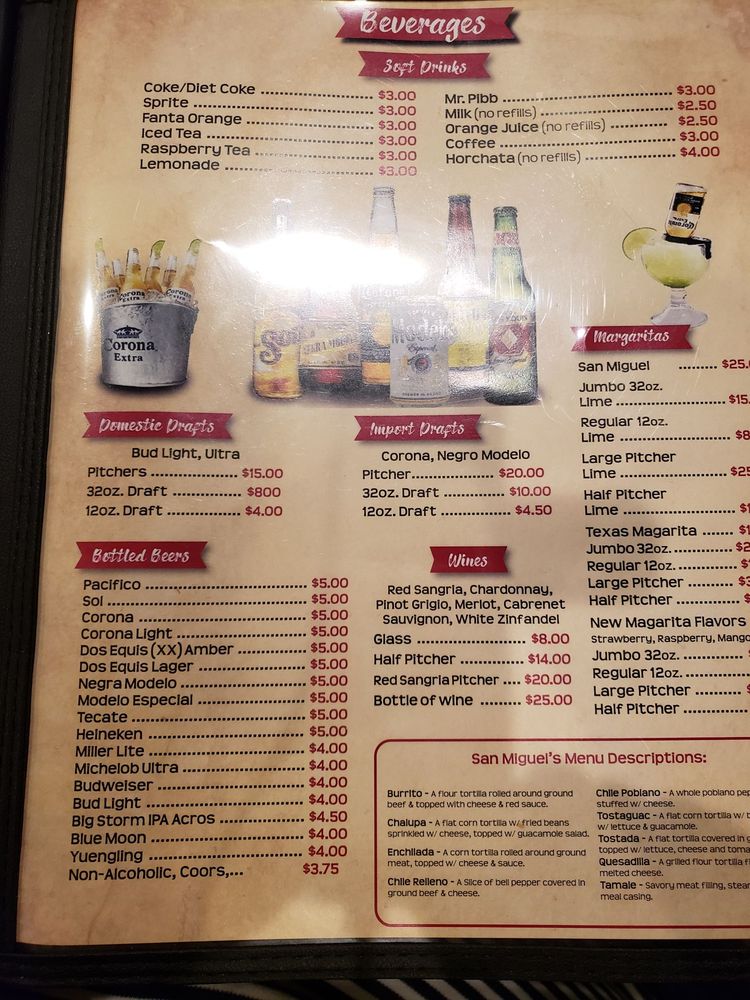 Beverages
Soft Drinks
Coke/Diet Coke $3.00
Sprite $3.00
Fanta Orange $3.00
Iced Tea $3.00
Raspberry Tea $3.00
Lemonade $3.00
Mr. Pibb $3.00
Milk (no refills) $2.50
Orange Juice (no refills) $2.50
Coffee $3.00
Horchata (no refills) $4.00
Corona
Extra
Domestic Drafts
Bud Light, Ultra
Pitchers $15.00
32oz. Draft $800
12oz. Draft $4.00
Import Drafts
Corona, Negro Modelo
Pitcher $20.00
32oz. Draft $10.00
12oz. Draft $4.50
Margaritas
San Miguel $25.
Jumbo 32oz.
Lime $15.
Regular 12oz.
Lime $8
Large Pitcher
Lime $25
Half Pitcher
Lime $1
Texas Magarita $1
Jumbo 32oz. $2
Regular 12oz. $
Large Pitcher $3
Half Pitcher $
New Magarita Flavors
Strawberry, Raspberry, Mango
Jumbo 32oz.
Regular 12oz.
Large Pitcher $
Half Pitcher
Bottled Beers
Pacifico $5.00
Sol $5.00
Corona $5.00
Corona Light $5.00
Dos Equis (XX) Amber $5.00
Dos Equis Lager $5.00
Negra Modelo $5.00
Modelo Especial $5.00
Tecate $5.00
Heineken $5.00
Miller Lite $4.00
Michelob Ultra $4.00
Budweiser $4.00
Bud Light $4.00
Big Storm IPA Acros $4.50
Blue Moon $4.00
Yuengling $4.00
Non-Alcoholic, Coors,... $3.75
Wines
Red Sangria, Chardonnay,
Pinot Grigio, Merlot, Cabrenet
Sauvignon, White Zinfandel
Glass $8.00
Half Pitcher $14.00
Red Sangria Pitcher $20.00
Bottle of wine $25.00
San Miguel's Menu Descriptions:
Burrito - A flour tortilla rolled around ground
beef & topped with cheese & red sauce.
Chalupa - A flat corn tortilla w/ fried beans
sprinkled w/ cheese, topped w/ guacamole salad.
Enchilada - A corn tortilla rolled around ground
meat, topped w/ cheese & sauce.
Chile Relleno - A Slice of bell pepper covered in
ground beef & cheese.
Chile Poblano - A whole poblano pep
stuffed w/ cheese.
Tostaguac - A flat corn tortilla w/ b
w/ lettuce & guacamole.
Tostada - A flat tortilla covered in g
topped w/ lettuce, cheese and toma
Quesadilla - A grilled flour tortilla f
melted cheese.
Tamale - Savory meat filling, stea
meal casing.